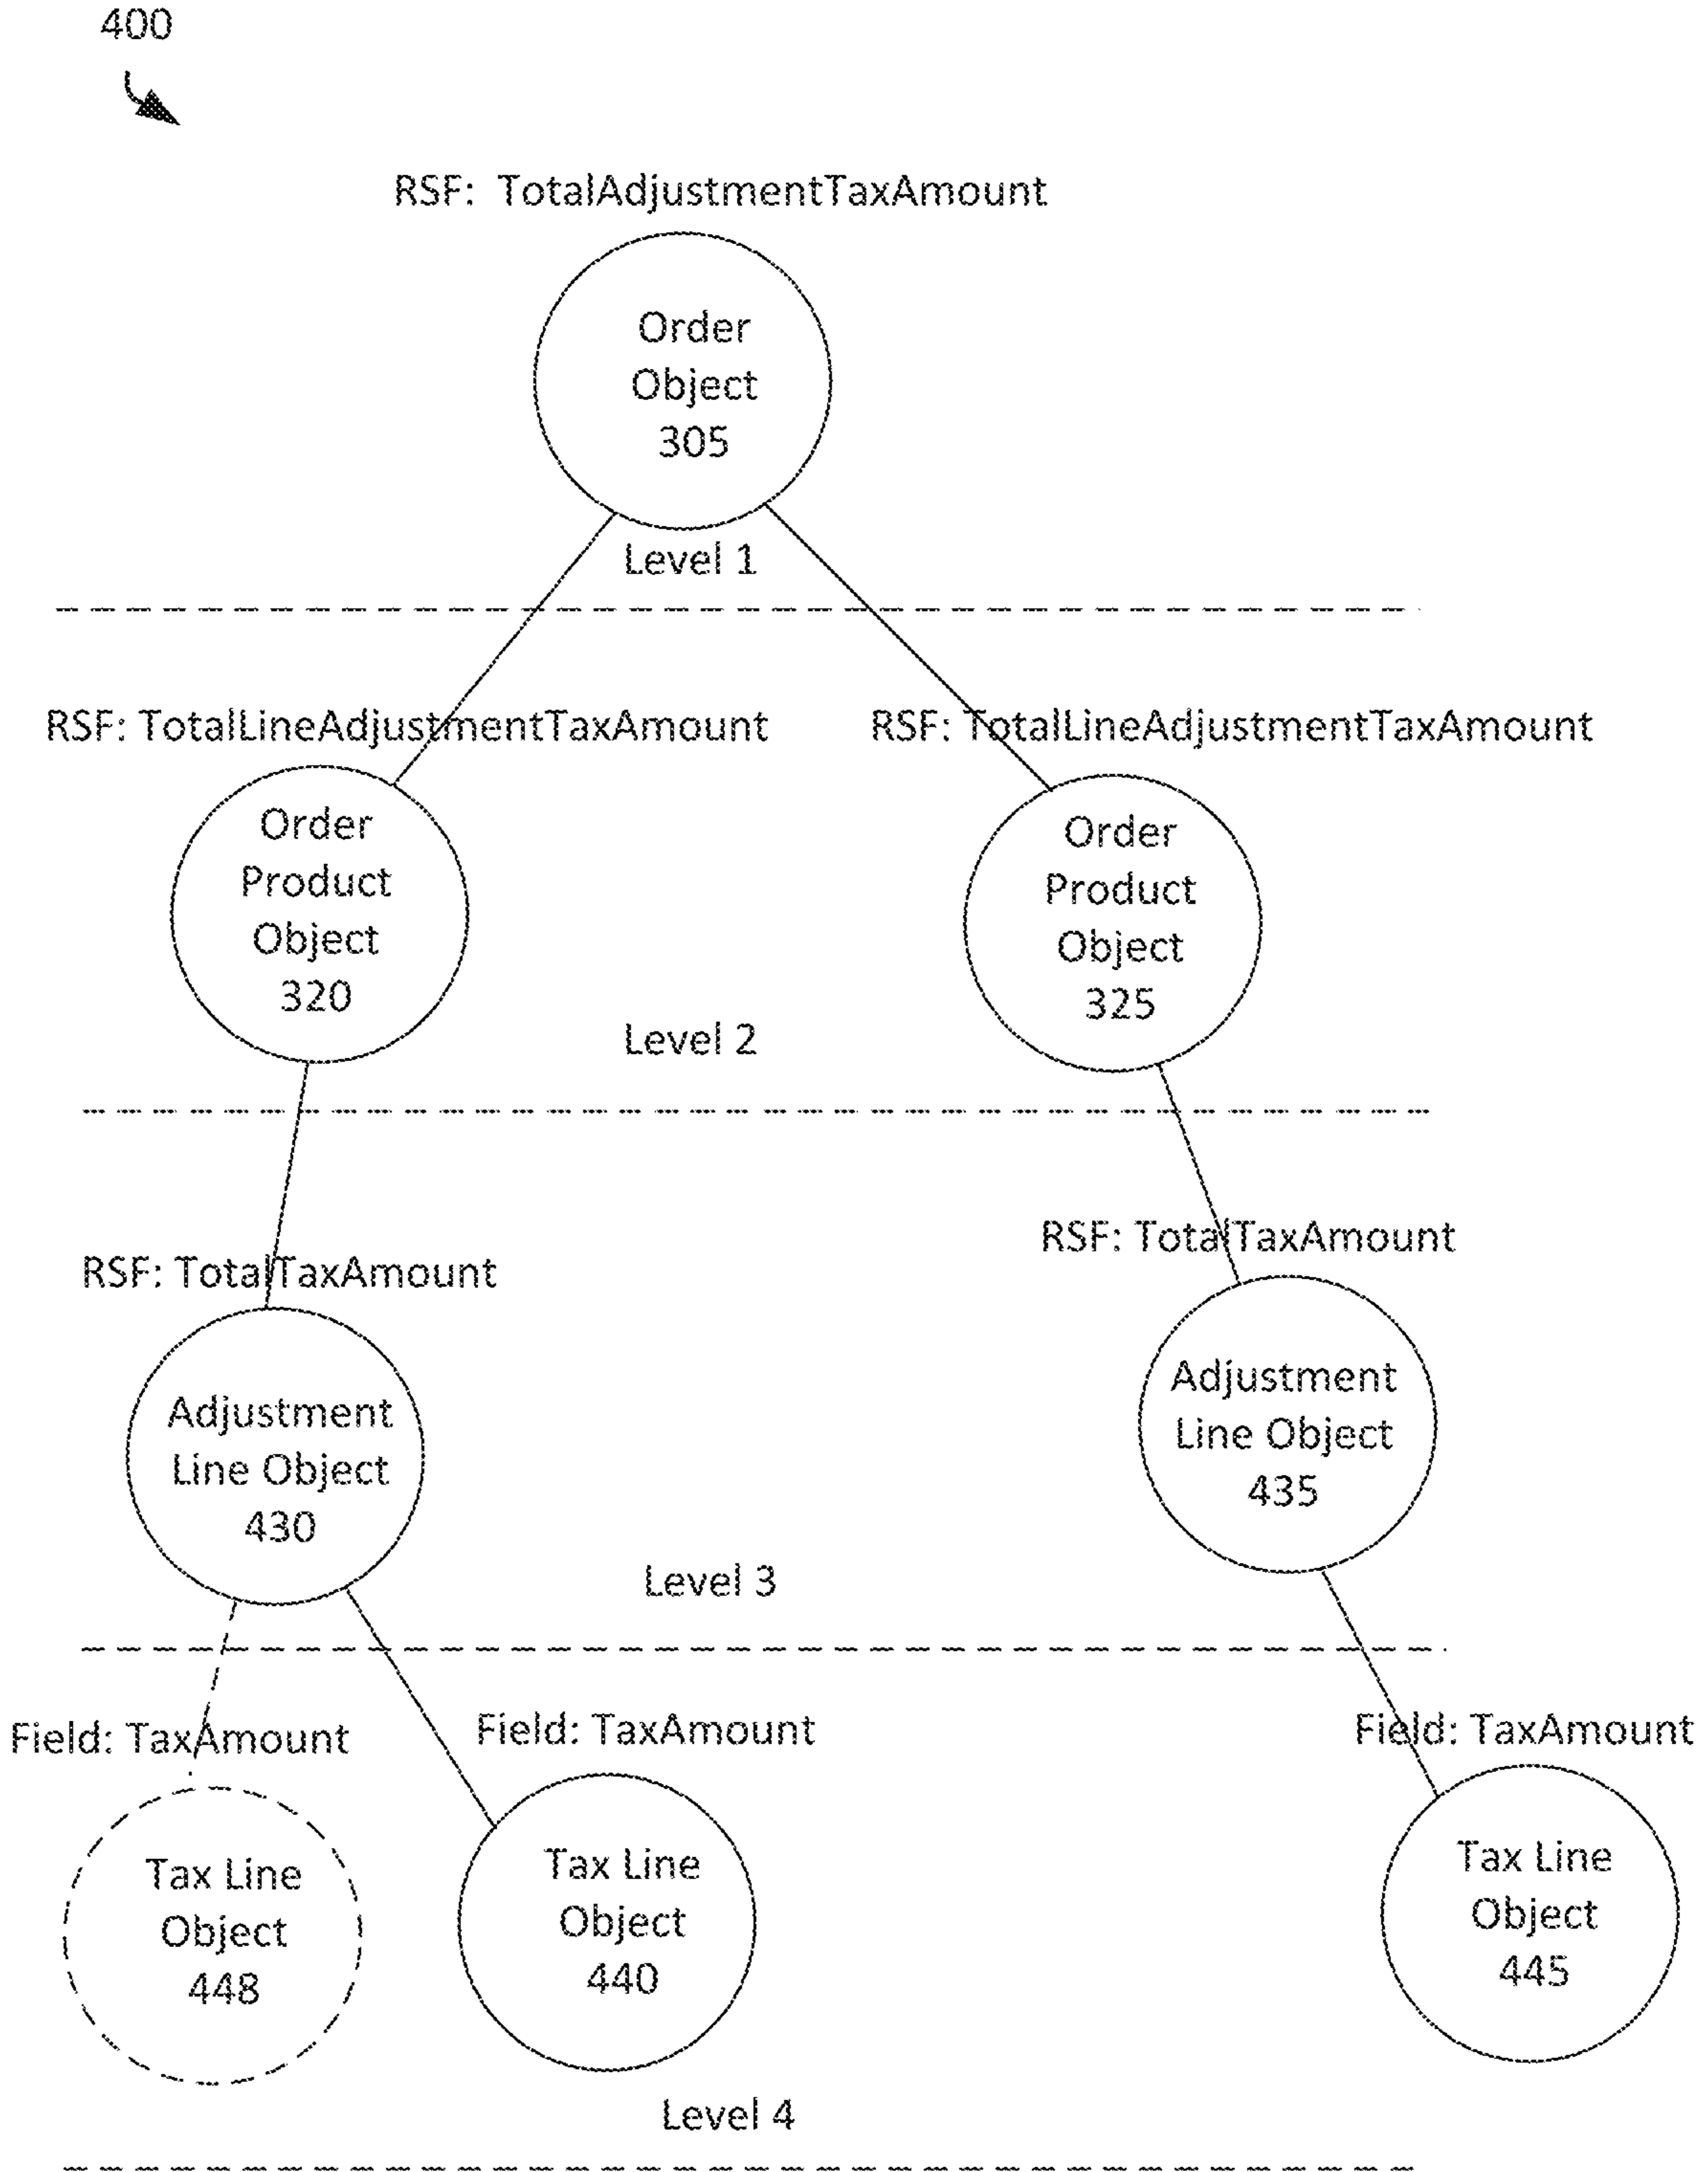 400
RSF: TotalAdjustmentTaxAmount
Order
Object
305
Level 1
RSF: TotalLineAdjustmentTaxAmount
RSF: TotalLineAdjustmentTaxAmount
Order
Product
Object
320
Order
Product
Object
325
Level 2
RSF: TotalTaxAmount
RSF: TotalTaxAmount
Adjustment
Line Object
430
Adjustment
Line Object
435
Level 3
Field: TaxAmount
Field: TaxAmount
Field: TaxAmount
Tax Line
Object
448
Tax Line
Object
440
Tax Line
Object
445
Level 4